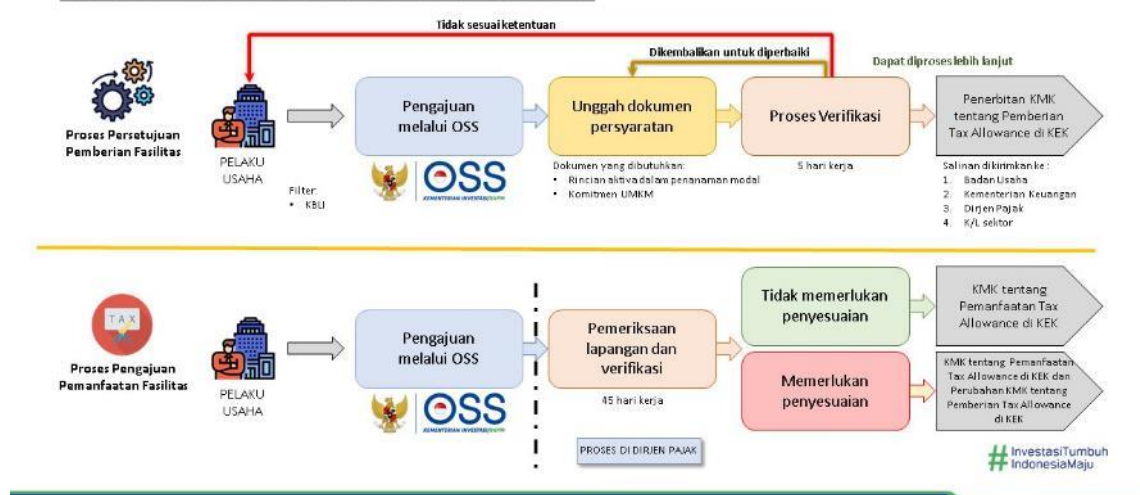 Tidak sesuai ketentuan
Dikembalikan untuk diperbaiki
Dapat diproses lebih lanjut
Proses Persetujuan
Pemberian Fasilitas
PELAKU
USAHA
Filter:
• KBLI
Pengajuan
melalui OSS
OSS
KEMENTERIAN INVESTASI/BKPM
Unggah dokumen
persyaratan
Dokumen yang dibutuhkan:
• Rincian aktiva dalam penanaman modal
• Komitmen UMKM
Proses Verifikasi
5 hari kerja
Penerbitan KMK
tentang Pemberian
Tax Allowance di KEK
Salinan dikirimkan ke :
1. Badan Usaha
2. Kementerian Keuangan
3. Dirjen Pajak
4. K/L sektor
TAX
Proses Pengajuan
Pemanfaatan Fasilitas
PELAKU
USAHA
Pengajuan
melalui OSS
OSS
KEMENTERIAN INVESTASI/BKPM
Pemeriksaan
lapangan dan
verifikasi
45 hari kerja
PROSES DI DIRJEN PAJAK
Tidak memerlukan
penyesuaian
KMK tentang
Pemanfaatan Tax
Allowance di KEK
Memerlukan
penyesuaian
KMK tentang Pemanfaatan
Tax Allowance di KEK dan
Perubahan KMK tentang
Pemberian Tax Allowance
di KEK
#InvestasiTumbuh
IndonesiaMaju